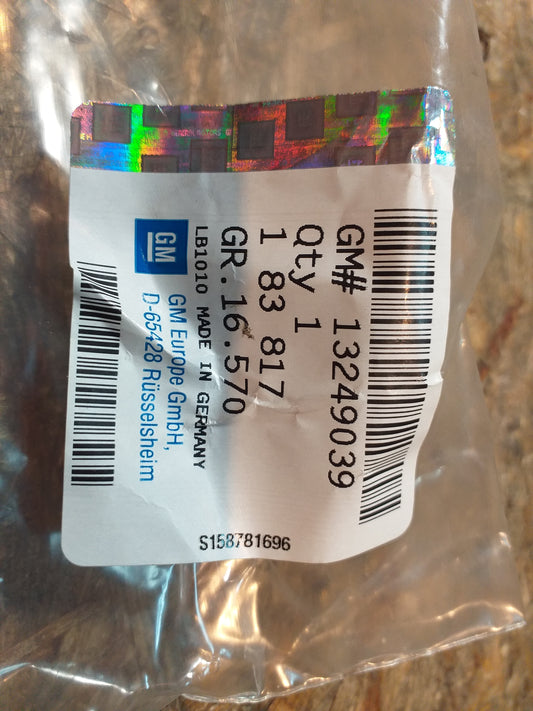 GM# 13249039
Qty 1
1 83 817
GR.16.570
LB1010 MADE IN GERMANY
GM
GM Europe GmbH,
D-65428 Rüsselsheim
S158781696